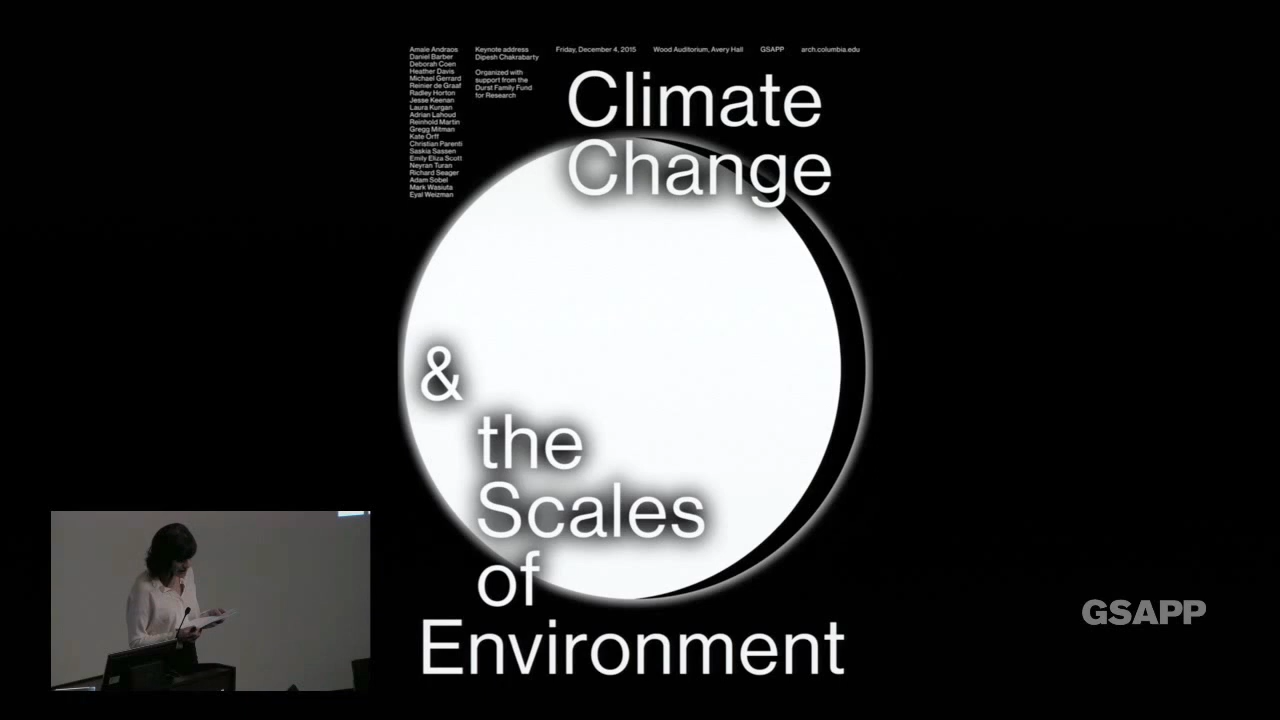 Amale Andraos
Daniel Barber
Deborah Coen
Heather Davis
Michael Gerrard
Reinier de Graaf
Radley Horton
Jesse Keenan
Laura Kurgan
Adrian Lahoud
Reinhold Martin
Gregg Mitman
Kate Orff
Christian Parenti
Saskia Sassen
Emily Eliza Scott
Neyran Turan
Richard Seager
Adam Sobel
Mark Wasiuta
Eyal Weizman
Keynote address
Dipesh Chakrabarty
Organized with
support from the
Durst Family Fund
for Research
Friday, December 4, 2015
Wood Auditorium, Avery Hall
GSAPP
arch.columbia.edu
Climate
Change
&
the
Scales
of
Environment
GSAPP